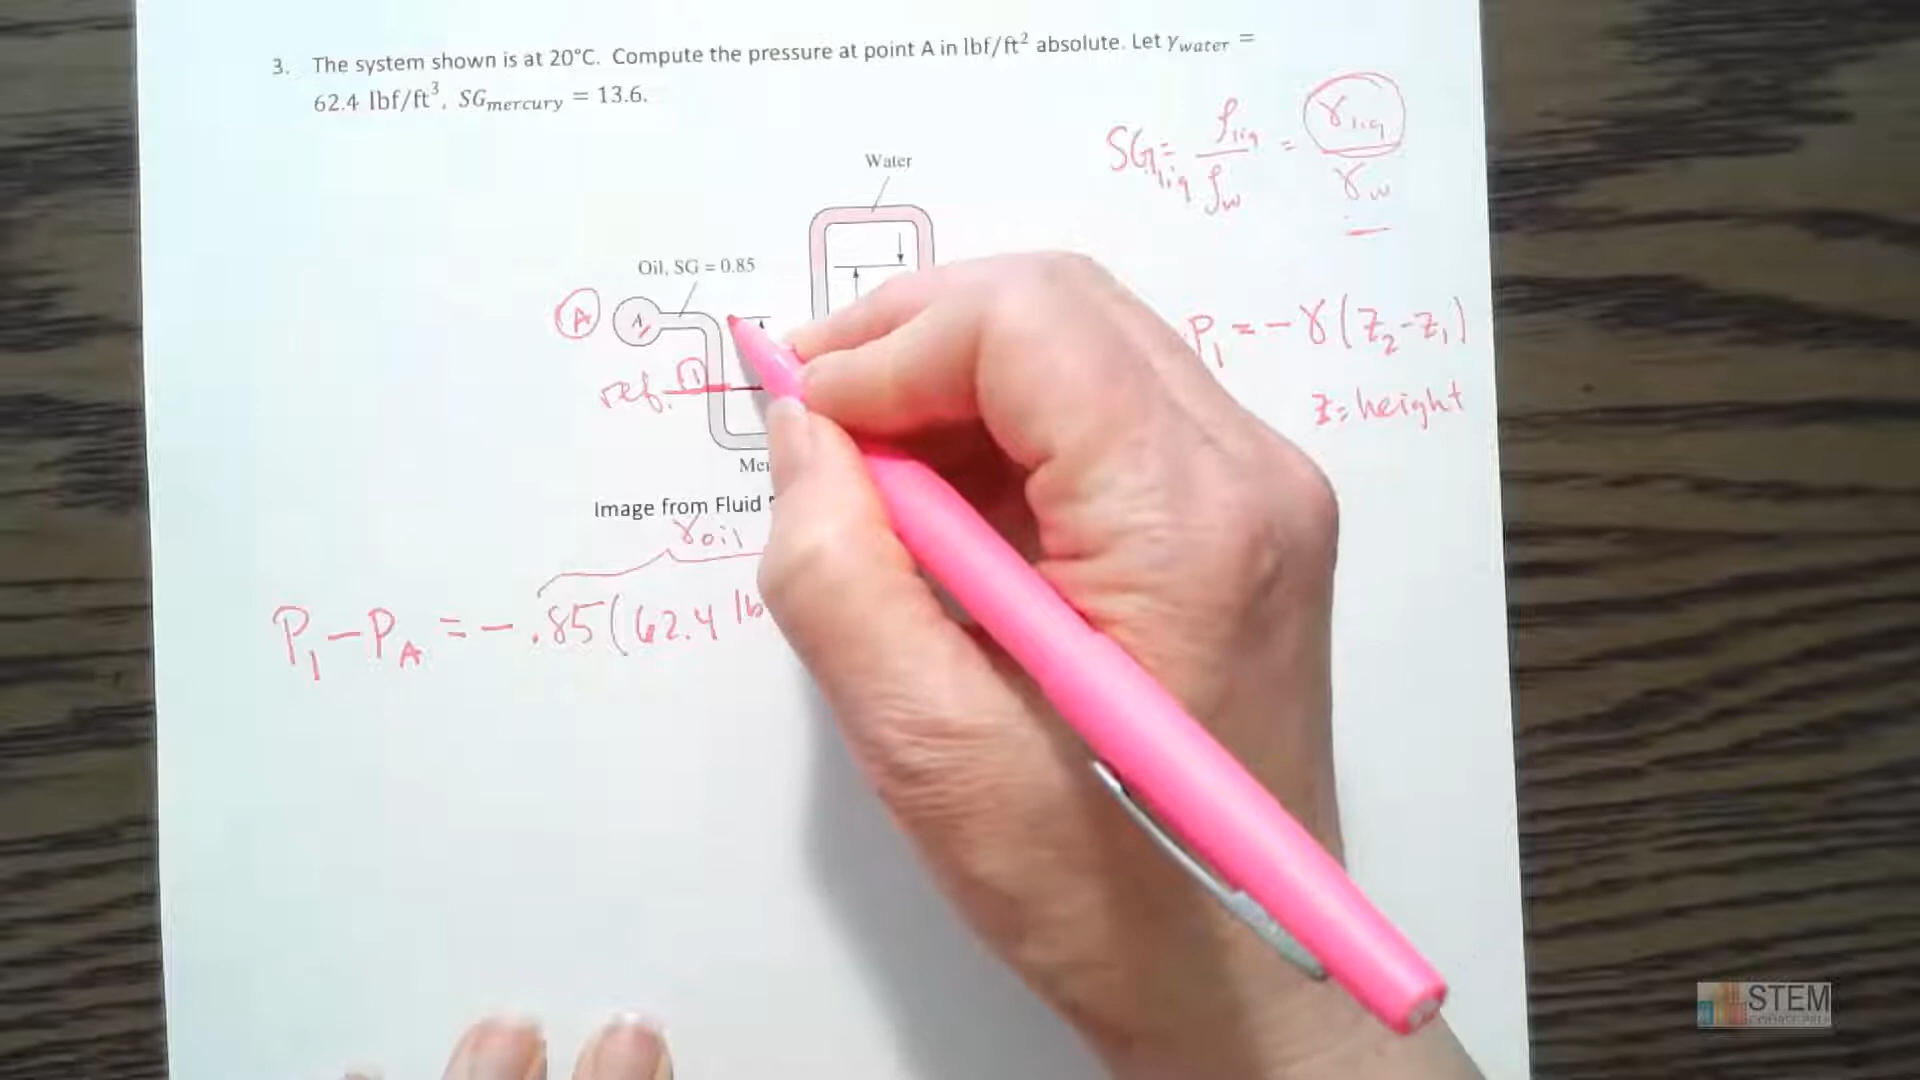 3. The system shown is at 20°C. Compute the pressure at point A in lbf/ft² absolute. Let γwater =
62.4 lbf/ft³, SGmercury = 13.6.
SGliq = ρliq/ρw = γliq/γw
Water
Oil, SG = 0.85
A A
P1 = -γ(z2-z1)
ref. 1
z = height
Image from Fluid
γoil
P1 - PA = - .85(62.4 lb
STEM